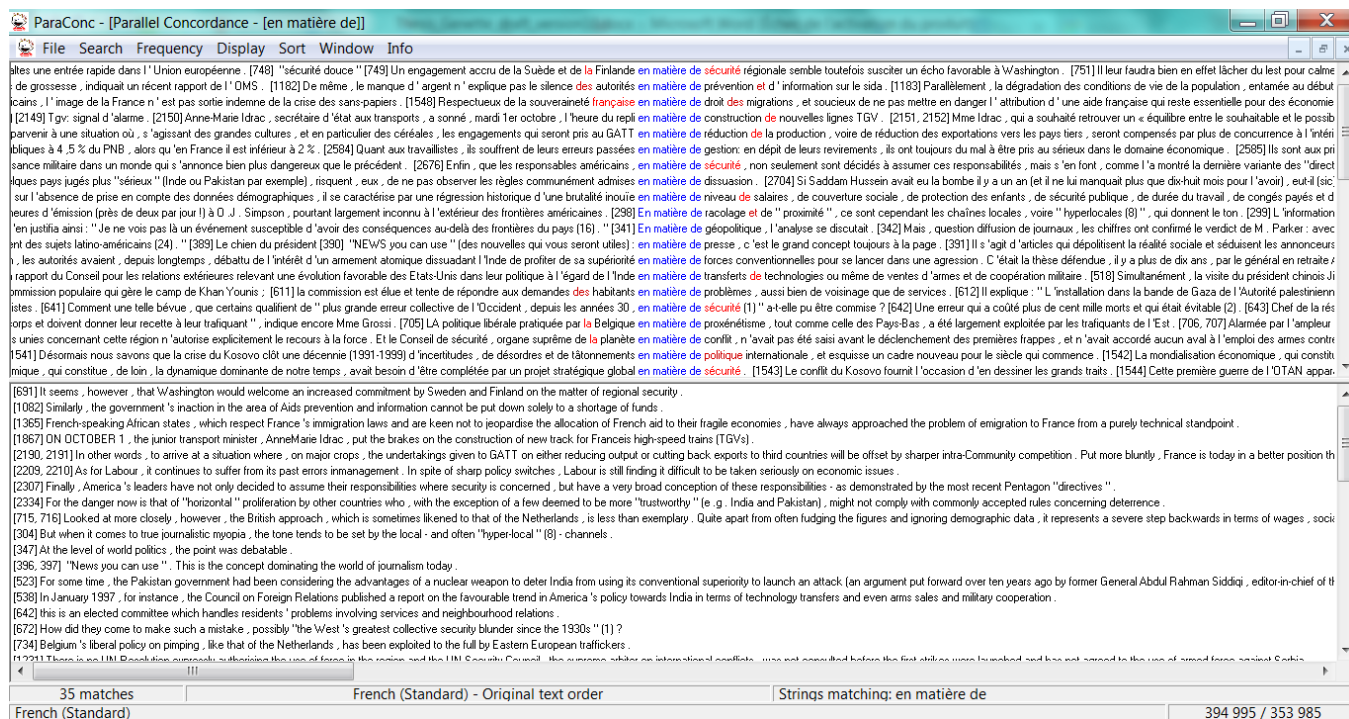 ParaConc - [Parallel Concordance - [en matière de]]
File Search Frequency Display Sort Window Info
altes une entrée rapide dans l ' Union européenne . [748] "sécurité douce " [749] Un engagement accru de la Suède et de la Finlande en matière de sécurité régionale semble toutefois susciter un écho favorable à Washington . [751] Il leur faudra bien en effet lâcher du lest pour calme
de grossesse , indiquait un récent rapport de l ' OMS . [1182] De même , le manque d ' argent n ' explique pas le silence des autorités en matière de prévention et d ' information sur le sida . [1183] Parallèlement , la dégradation des conditions de vie de la population , entamée au début
icains , l ' image de la France n ' est pas sortie indemne de la crise des sans-papiers . [1548] Respectueux de la souveraineté française en matière de droit des migrations , et soucieux de ne pas mettre en danger l ' attribution d ' une aide française qui reste essentielle pour des économie
[2149] Tgv: signal d 'alarme . [2150] Anne-Marie Idrac , secrétaire d 'état aux transports , a sonné , mardi 1er octobre , l 'heure du repli en matière de construction de nouvelles lignes TGV . [2151, 2152] Mme Idrac , qui a souhaité retrouver un « équilibre entre le souhaitable et le possib
parvenir à une situation où , s 'agissant des grandes cultures , et en particulier des céréales , les engagements qui seront pris au GATT en matière de réduction de la production , voire de réduction des exportations vers les pays tiers , seront compensés par plus de concurrence à l 'intéri
bliques à 4 ,5 % du PNB , alors qu 'en France il est inférieur à 2 % . [2584] Quant aux travaillistes , ils souffrent de leurs erreurs passées en matière de gestion: en dépit de leurs revirements , ils ont toujours du mal à être pris au sérieux dans le domaine économique . [2585] Ils sont aux pri
sance militaire dans un monde qui s 'annonce bien plus dangereux que le précédent . [2676] Enfin , que les responsables américains , en matière de sécurité , non seulement sont décidés à assumer ces responsabilités , mais s 'en font , comme l 'a montré la dernière variante des "direct
elques pays jugés plus "sérieux " (Inde ou Pakistan par exemple) , risquent , eux , de ne pas observer les règles communément admises en matière de dissuasion . [2704] Si Saddam Hussein avait eu la bombe il y a un an (et il ne lui manquait plus que dix-huit mois pour l 'avoir) , eut-il (sic)
sur l 'absence de prise en compte des données démographiques , il se caractérise par une régression historique d 'une brutalité inouïe en matière de niveau de salaires , de couverture sociale , de protection des enfants , de sécurité publique , de durée du travail , de congés payés et d
heures d 'émission (près de deux par jour !) à O .J . Simpson , pourtant largement inconnu à l 'extérieur des frontières américaines . [298] En matière de racolage et de " proximité " , ce sont cependant les chaînes locales , voire " hyperlocales (8) " , qui donnent le ton . [299] L 'information
'en justifia ainsi : "Je ne vois pas là un événement susceptible d 'avoir des conséquences au-delà des frontières du pays (16) . " [341] En matière de géopolitique , l 'analyse se discutait . [342] Mais , question diffusion de journaux , les chiffres ont confirmé le verdict de M . Parker : avec
ent des sujets latino-américains (24) . " [389] Le chien du président [390] "NEWS you can use " (des nouvelles qui vous seront utiles) : en matière de presse , c 'est le grand concept toujours à la page . [391] Il s 'agit d 'articles qui dépolitisent la réalité sociale et séduisent les annonceurs
, les autorités avaient , depuis longtemps , débattu de l 'intérêt d 'un armement atomique dissuadant l 'Inde de profiter de sa supériorité en matière de forces conventionnelles pour se lancer dans une agression . C 'était la thèse défendue , il y a plus de dix ans , par le général en retraite
rapport du Conseil pour les relations extérieures relevant une évolution favorable des Etats-Unis dans leur politique à l 'égard de l 'Inde en matière de transferts de technologies ou même de ventes d 'armes et de coopération militaire . [518] Simultanément , la visite du président chinois Ji
ommission populaire qui gère le camp de Khan Younis ; [611] la commission est élue et tente de répondre aux demandes des habitants en matière de problèmes , aussi bien de voisinage que de services . [612] Il explique : " L 'installation dans la bande de Gaza de l 'Autorité palestinienn
istes . [641] Comment une telle bévue , que certains qualifient de " plus grande erreur collective de l 'Occident , depuis les années 30 , en matière de sécurité (1) " a-t-elle pu être commise ? [642] Une erreur qui a coûté plus de cent mille morts et qui était évitable (2) . [643] Chef de la rés
orps et doivent donner leur recette à leur trafiquant " , indique encore Mme Grossi . [705] LA politique libérale pratiquée par la Belgique en matière de proxénétisme , tout comme celle des Pays-Bas , a été largement exploitée par les trafiquants de l 'Est . [706, 707] Alarmée par l 'ampleur
s unies concernant cette région n 'autorise explicitement le recours à la force . Et le Conseil de sécurité , organe suprême de la planète en matière de conflit , n 'avait pas été saisi avant le déclenchement des premières frappes , et n 'avait accordé aucun aval à l 'emploi des armes contre
1541] Désormais nous savons que la crise du Kosovo clôt une décennie (1991-1999) d 'incertitudes , de désordres et de tâtonnements en matière de politique internationale , et esquisse un cadre nouveau pour le siècle qui commence . [1542] La mondialisation économique , qui constitu
mique , qui constitue , de loin , la dynamique dominante de notre temps , avait besoin d 'être complétée par un projet stratégique global en matière de sécurité . [1543] Le conflit du Kosovo fournit l 'occasion d 'en dessiner les grands traits . [1544] Cette première guerre de l 'OTAN appar
[691] It seems , however , that Washington would welcome an increased commitment by Sweden and Finland on the matter of regional security .
[1082] Similarly , the government 's inaction in the area of Aids prevention and information cannot be put down solely to a shortage of funds .
[1365] French-speaking African states , which respect France 's immigration laws and are keen not to jeopardise the allocation of French aid to their fragile economies , have always approached the problem of emigration to France from a purely technical standpoint .
[1867] ON OCTOBER 1 , the junior transport minister , AnneMarie Idrac , put the brakes on the construction of new track for Franceis high-speed trains (TGVs) .
[2190, 2191] In other words , to arrive at a situation where , on major crops , the undertakings given to GATT on either reducing output or cutting back exports to third countries will be offset by sharper intra-Community competition . Put more bluntly , France is today in a better position th
[2209, 2210] As for Labour , it continues to suffer from its past errors inmanagement . In spite of sharp policy switches , Labour is still finding it difficult to be taken seriously on economic issues .
[2307] Finally , America 's leaders have not only decided to assume their responsibilities where security is concerned , but have a very broad conception of these responsibilities - as demonstrated by the most recent Pentagon "directives " .
[2334] For the danger now is that of "horizontal " proliferation by other countries who , with the exception of a few deemed to be more "trustworthy " (e .g . India and Pakistan) , might not comply with commonly accepted rules concerning deterrence .
[715, 716] Looked at more closely , however , the British approach , which is sometimes likened to that of the Netherlands , is less than exemplary . Quite apart from often fudging the figures and ignoring demographic data , it represents a severe step backwards in terms of wages , socia
[304] But when it comes to true journalistic myopia , the tone tends to be set by the local - and often "hyper-local " (8) - channels .
[347] At the level of world politics , the point was debatable .
[396, 397] "News you can use " . This is the concept dominating the world of journalism today .
[523] For some time , the Pakistan government had been considering the advantages of a nuclear weapon to deter India from using its conventional superiority to launch an attack (an argument put forward over ten years ago by former General Abdul Rahman Siddiqi , editor-in-chief of th
[538] In January 1997 , for instance , the Council on Foreign Relations published a report on the favourable trend in America 's policy towards India in terms of technology transfers and even arms sales and military cooperation .
[642] this is an elected committee which handles residents ' problems involving services and neighbourhood relations .
[672] How did they come to make such a mistake , possibly "the West 's greatest collective security blunder since the 1930s " (1) ?
[734] Belgium 's liberal policy on pimping , like that of the Netherlands , has been exploited to the full by Eastern European traffickers .
[1231] There is no UN Resolution expressly authorising the use of force in the region and the UN Security Council , the supreme arbiter on international conflicts , was not consulted before the first strikes were launched and has not agreed to the use of armed force against Serbia
35 matches French (Standard) - Original text order Strings matching: en matière de
French (Standard) 394 995 / 353 985